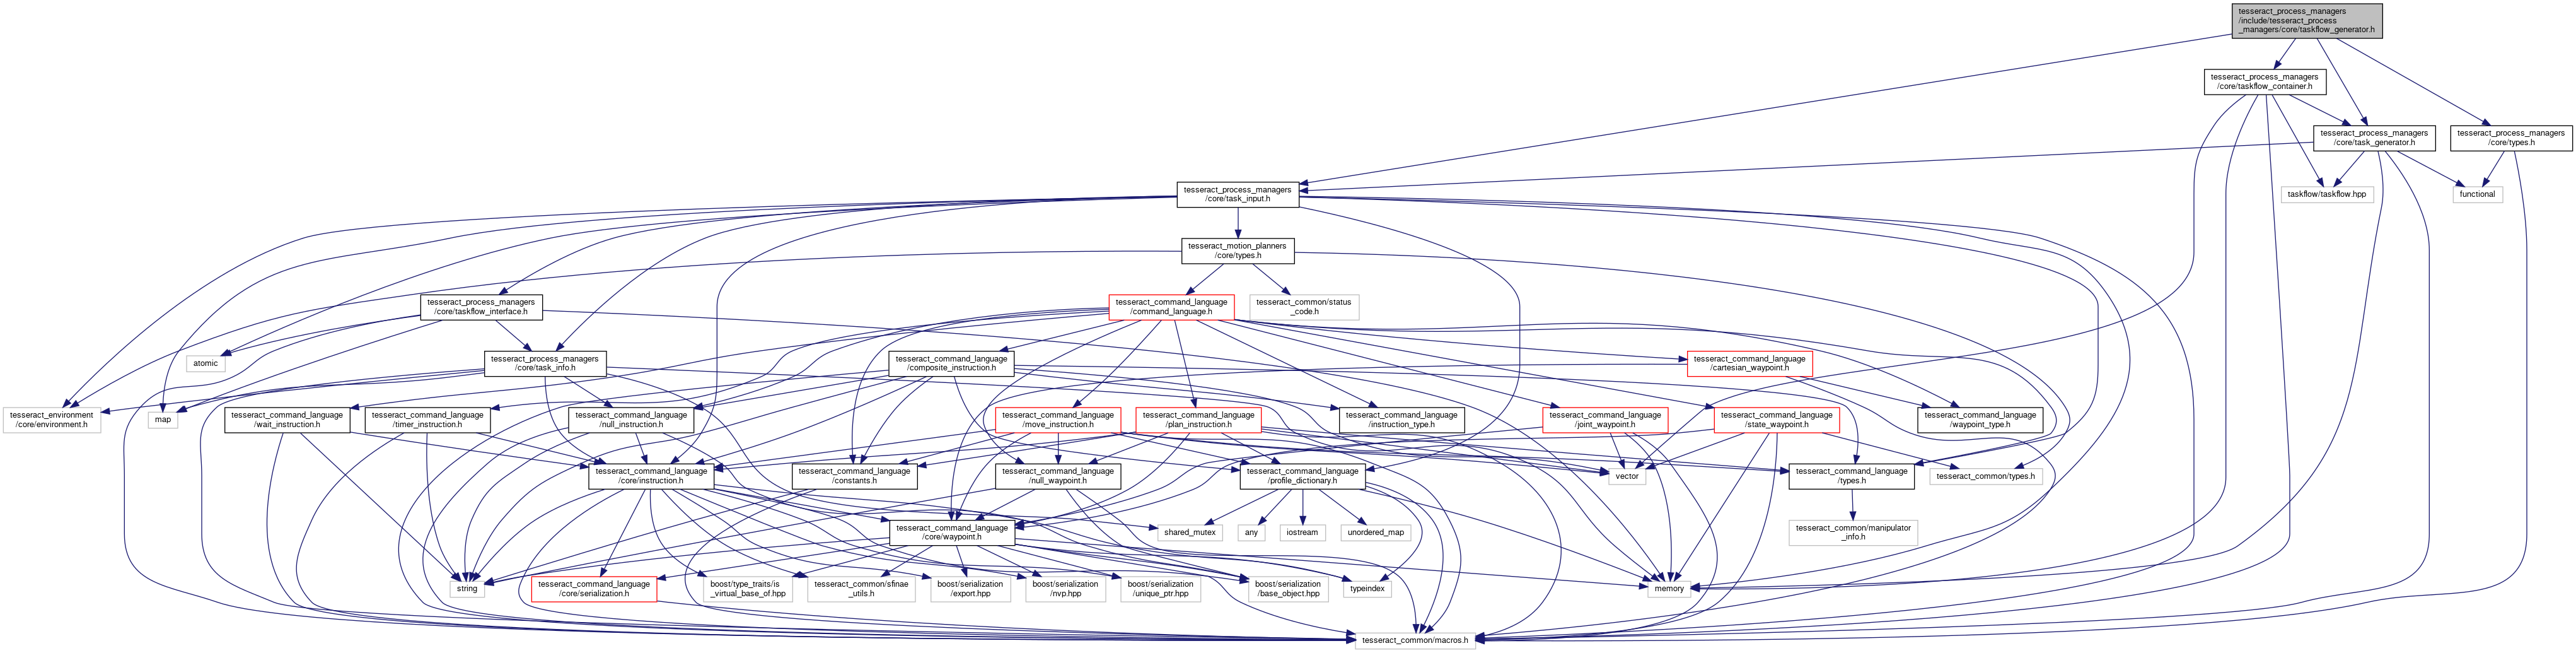 tesseract_process_managers
/include/tesseract_process
_managers/core/taskflow_generator.h
tesseract_process_managers
/core/taskflow_container.h
tesseract_process_managers
/core/task_generator.h
tesseract_process_managers
/core/types.h
tesseract_process_managers
/core/task_input.h
taskflow/taskflow.hpp
functional
tesseract_motion_planners
/core/types.h
tesseract_process_managers
/core/taskflow_interface.h
tesseract_command_language
/command_language.h
tesseract_common/status
_code.h
atomic
tesseract_process_managers
/core/task_info.h
tesseract_command_language
/composite_instruction.h
tesseract_command_language
/cartesian_waypoint.h
tesseract_environment
/core/environment.h
map
tesseract_command_language
/wait_instruction.h
tesseract_command_language
/timer_instruction.h
tesseract_command_language
/null_instruction.h
tesseract_command_language
/move_instruction.h
tesseract_command_language
/plan_instruction.h
tesseract_command_language
/instruction_type.h
tesseract_command_language
/joint_waypoint.h
tesseract_command_language
/state_waypoint.h
tesseract_command_language
/waypoint_type.h
tesseract_command_language
/core/instruction.h
tesseract_command_language
/constants.h
tesseract_command_language
/null_waypoint.h
tesseract_command_language
/profile_dictionary.h
vector
tesseract_command_language
/types.h
tesseract_common/types.h
tesseract_command_language
/core/waypoint.h
shared_mutex
any
iostream
unordered_map
tesseract_common/manipulator
_info.h
string
tesseract_command_language
/core/serialization.h
boost/type_traits/is
_virtual_base_of.hpp
tesseract_common/sfinae
_utils.h
boost/serialization
/export.hpp
boost/serialization
/nvp.hpp
boost/serialization
/unique_ptr.hpp
boost/serialization
/base_object.hpp
typeindex
memory
tesseract_common/macros.h